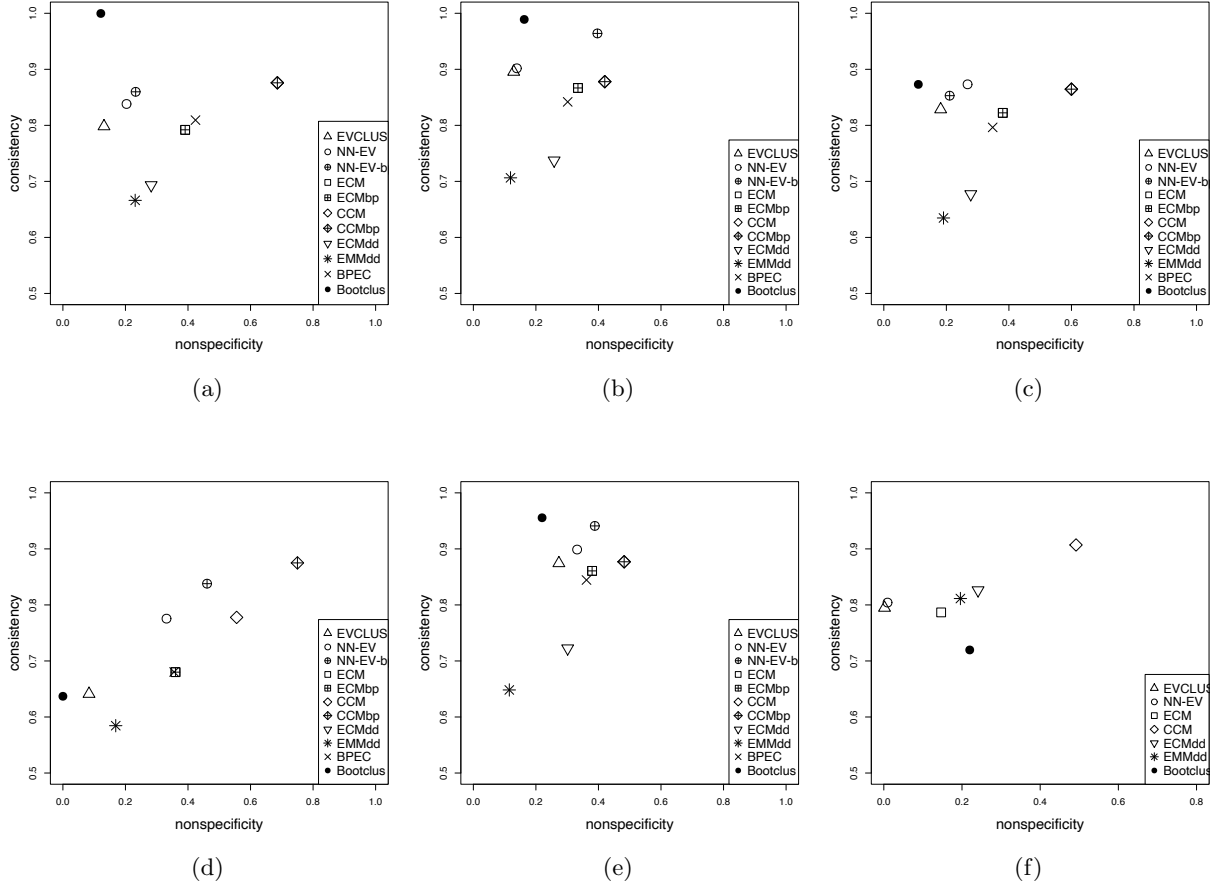 1.0
0.9
0.8
0.7
0.6
0.5
consistency
EVCLUS
NN-EV
NN-EV-b
ECM
ECMbp
CCM
CCMbp
ECMdd
EMMdd
BPEC
Bootclus
0.0 0.2 0.4 0.6 0.8 1.0
nonspecificity
(a)
1.0
0.9
0.8
0.7
0.6
0.5
consistency
EVCLUS
NN-EV
NN-EV-b
ECM
ECMbp
CCM
CCMbp
ECMdd
EMMdd
BPEC
Bootclus
0.0 0.2 0.4 0.6 0.8 1.0
nonspecificity
(b)
1.0
0.9
0.8
0.7
0.6
0.5
consistency
EVCLUS
NN-EV
NN-EV-b
ECM
ECMbp
CCM
CCMbp
ECMdd
EMMdd
BPEC
Bootclus
0.0 0.2 0.4 0.6 0.8 1.0
nonspecificity
(c)
1.0
0.9
0.8
0.7
0.6
0.5
consistency
EVCLUS
NN-EV
NN-EV-b
ECM
ECMbp
CCM
CCMbp
ECMdd
EMMdd
BPEC
Bootclus
0.0 0.2 0.4 0.6 0.8 1.0
nonspecificity
(d)
1.0
0.9
0.8
0.7
0.6
0.5
consistency
EVCLUS
NN-EV
NN-EV-b
ECM
ECMbp
CCM
CCMbp
ECMdd
EMMdd
BPEC
Bootclus
0.0 0.2 0.4 0.6 0.8 1.0
nonspecificity
(e)
1.0
0.9
0.8
0.7
0.6
0.5
consistency
EVCLUS
NN-EV
ECM
CCM
ECMdd
EMMdd
Bootclus
0.0 0.2 0.4 0.6 0.8
nonspecificity
(f)